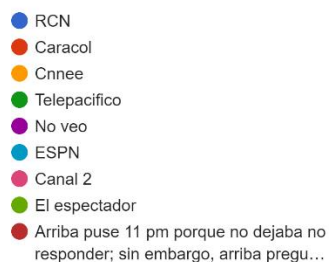 RCN
Caracol
Cnnee
Telepacifico
No veo
ESPN
Canal 2
El espectador
Arriba puse 11 pm porque no dejaba no
responder; sin embargo, arriba pregu…